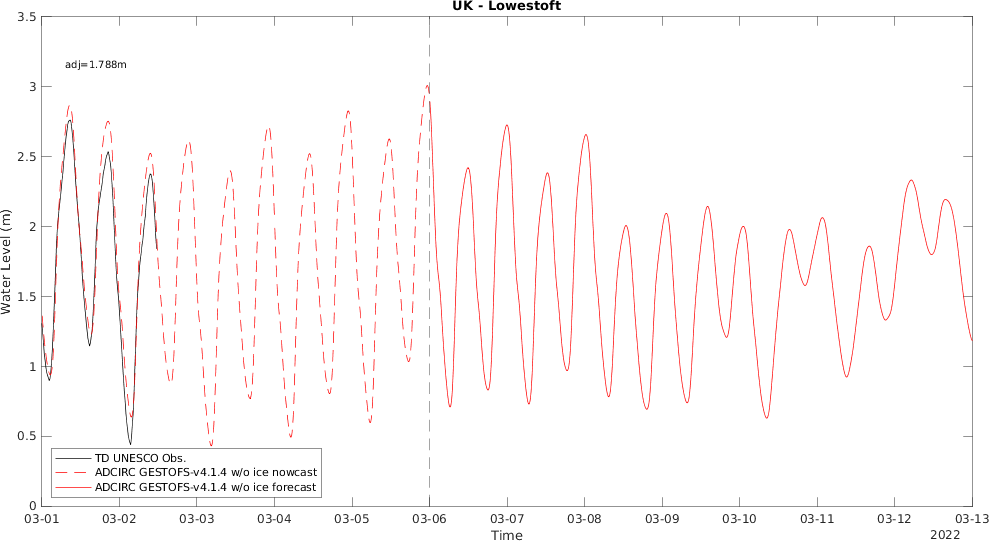 UK - Lowestoft
3.5
adj=1.788m
3
2.5
2
1.5
1
0.5
0
Water Level (m)
TD UNESCO Obs.
ADCIRC GESTOFS-v4.1.4 w/o ice nowcast
ADCIRC GESTOFS-v4.1.4 w/o ice forecast
03-01 03-02 03-03 03-04 03-05 03-06 03-07 03-08 03-09 03-10 03-11 03-12 03-13
Time
2022